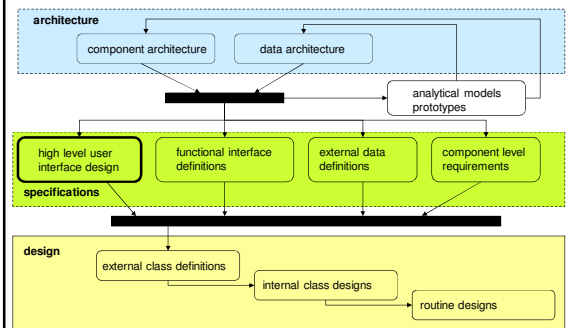 architecture
component architecture
data architecture
analytical models
prototypes
high level user
interface design
functional interface
definitions
external data
definitions
component level
requirements
specifications
design
external class definitions
internal class designs
routine designs